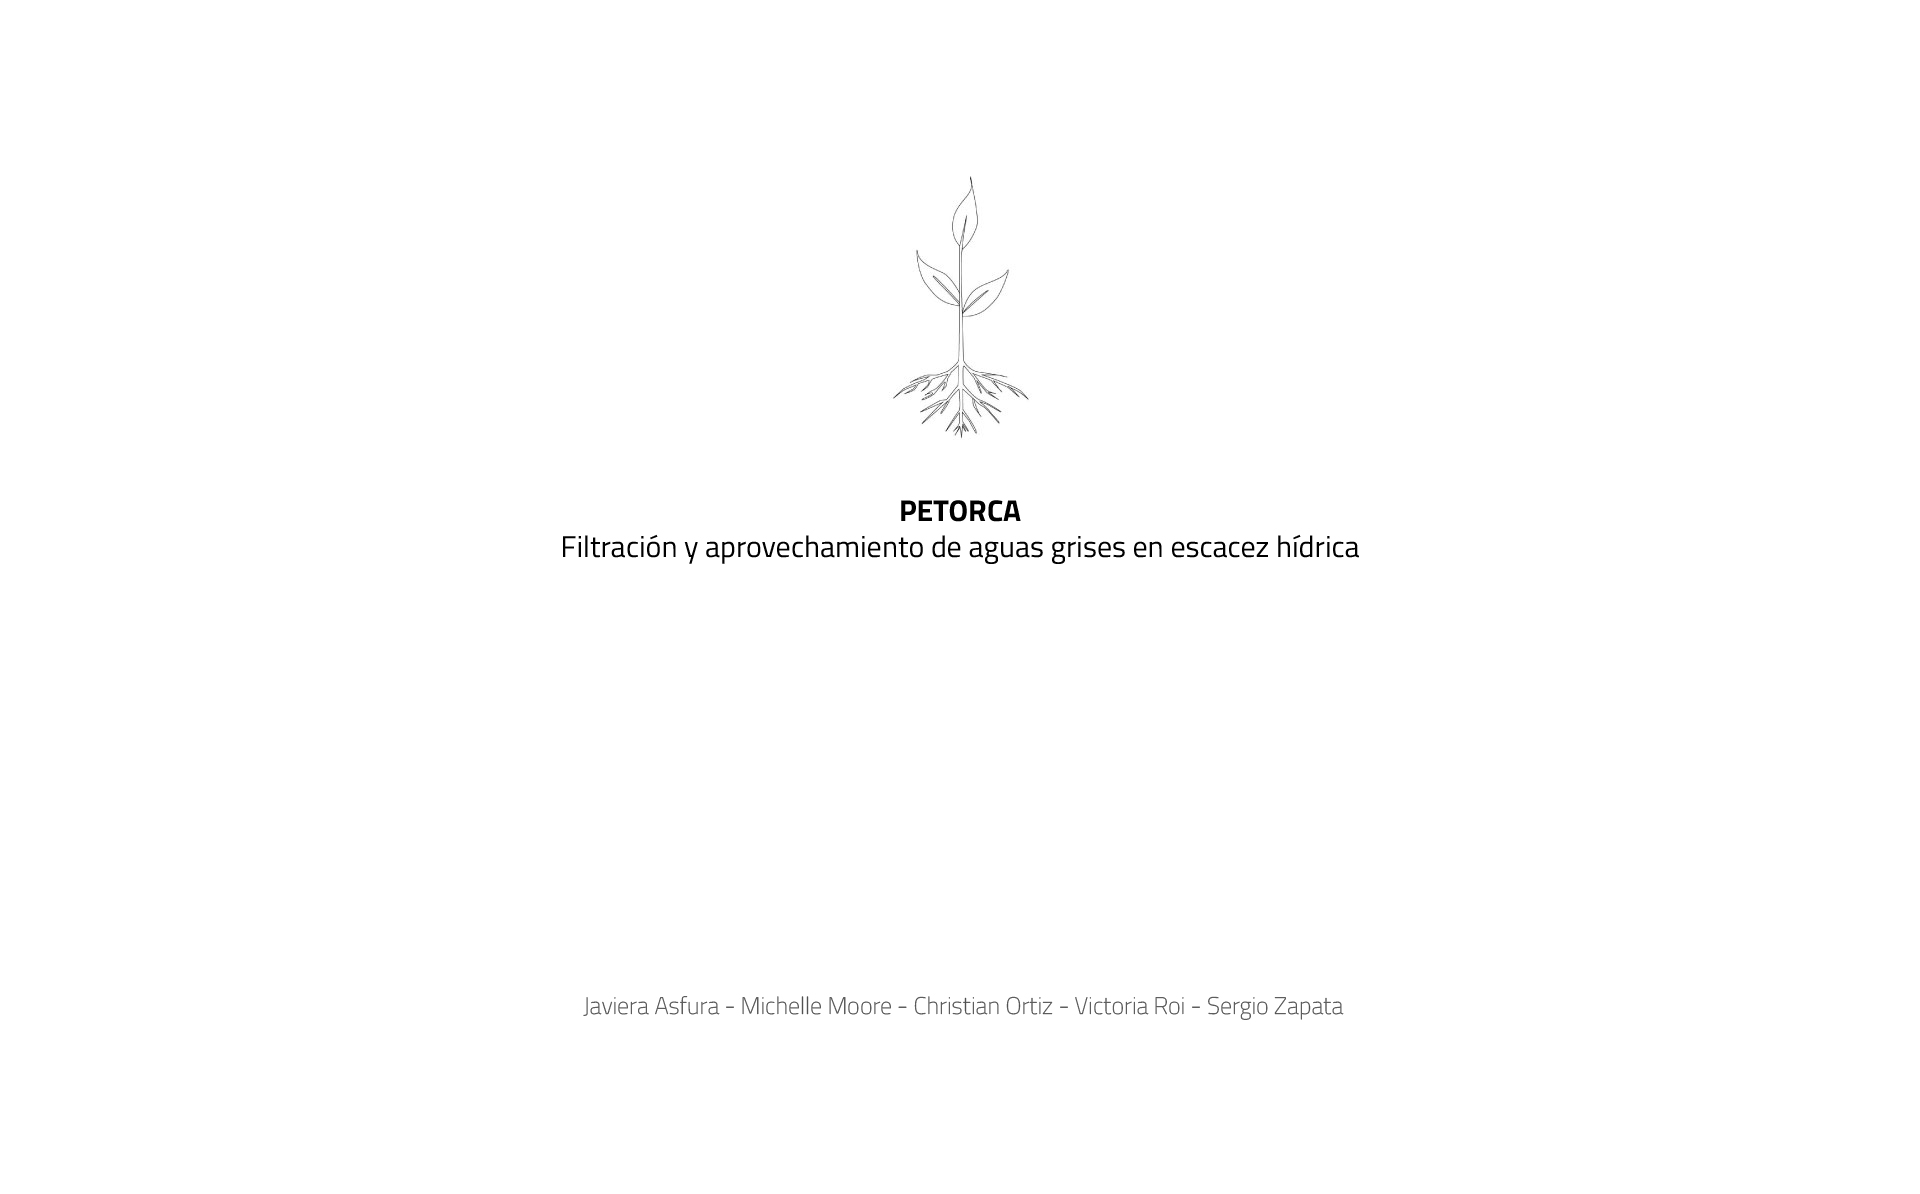 PETORCA
Filtración y aprovechamiento de aguas grises en escacez hídrica
Javiera Asfura - Michelle Moore - Christian Ortiz - Victoria Roi - Sergio Zapata